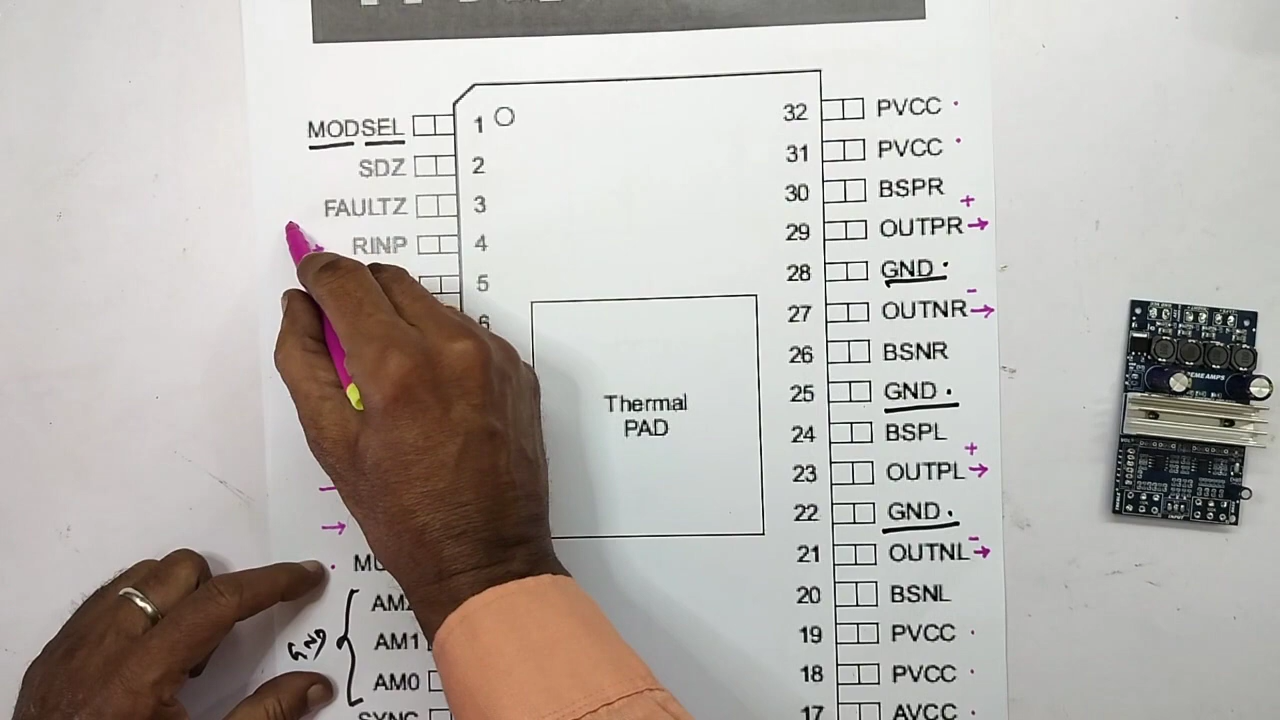 MODSEL 1 32 PVCC
SDZ 2 31 PVCC
FAULTZ 3 30 BSPR
+
RINP 4 29 OUTPR
5 28 GND
-
6 27 OUTNR
26 BSNR
25 GND
Thermal
PAD
24 BSPL
+
23 OUTPL
22 GND
-
21 OUTNL
20 BSNL
AM1 19 PVCC
GND
AM0 18 PVCC
SYNC 17 AVCC